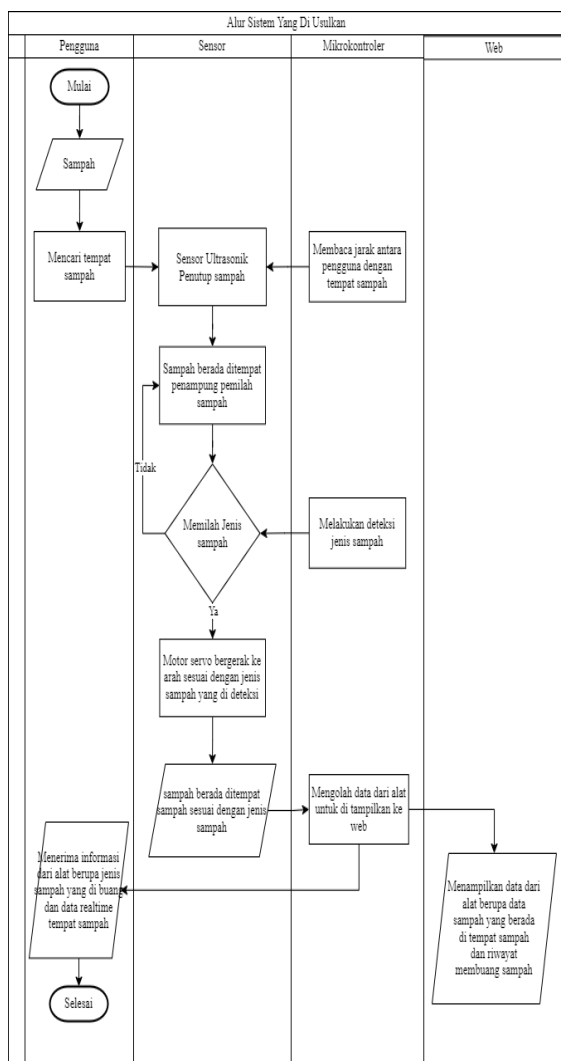 Alur Sistem Yang Di Usulkan
Pengguna
Sensor
Mikrokontroler
Web
Mulai
Sampah
Mencari tempat
sampah
Sensor Ultrasonik
Penutup sampah
Membaca jarak antara
pengguna dengan
tempat sampah
Sampah berada ditempat
penampung pemilah
sampah
Tidak
Memilah Jenis
sampah
Melakukan deteksi
jenis sampah
Ya
Motor servo bergerak ke
arah sesuai dengan jenis
sampah yang di deteksi
sampah berada ditempat
sampah sesuai dengan jenis
sampah
Mengolah data dari alat
untuk di tampilkan ke
web
Menerima informasi
dari alat berupa jenis
sampah yang di buang
dan data realtime
tempat sampah
Menampilkan data dari
alat berupa data
sampah yang berada
di tempat sampah
dan riwayat
membuang sampah
Selesai